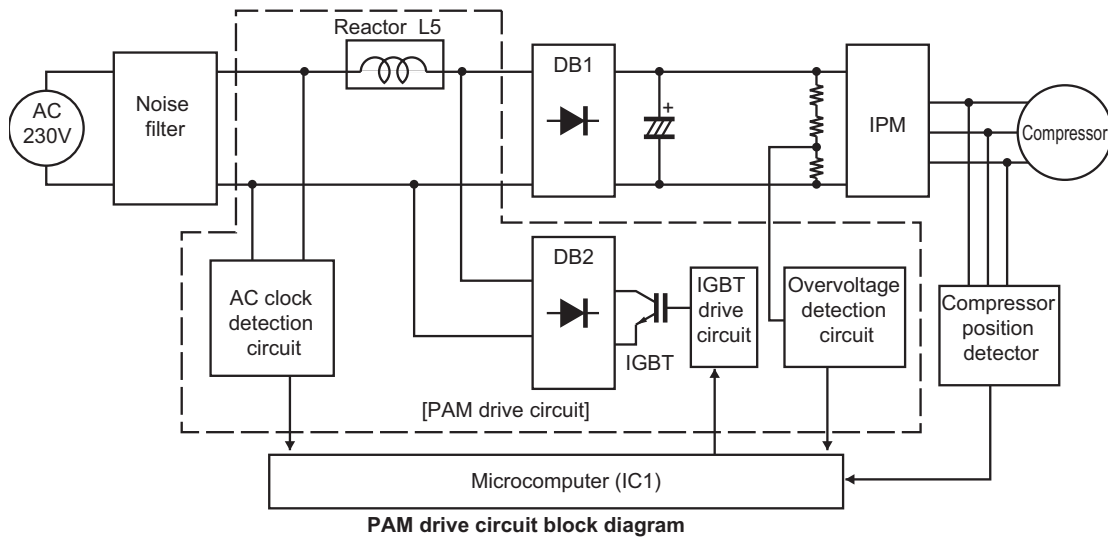 Reactor L5
AC
230V
Noise
filter
DB1
+
IPM
Compressor
AC clock
detection
circuit
DB2
IGBT
IGBT
drive
circuit
Overvoltage
detection
circuit
Compressor
position
detector
[PAM drive circuit]
Microcomputer (IC1)
PAM drive circuit block diagram